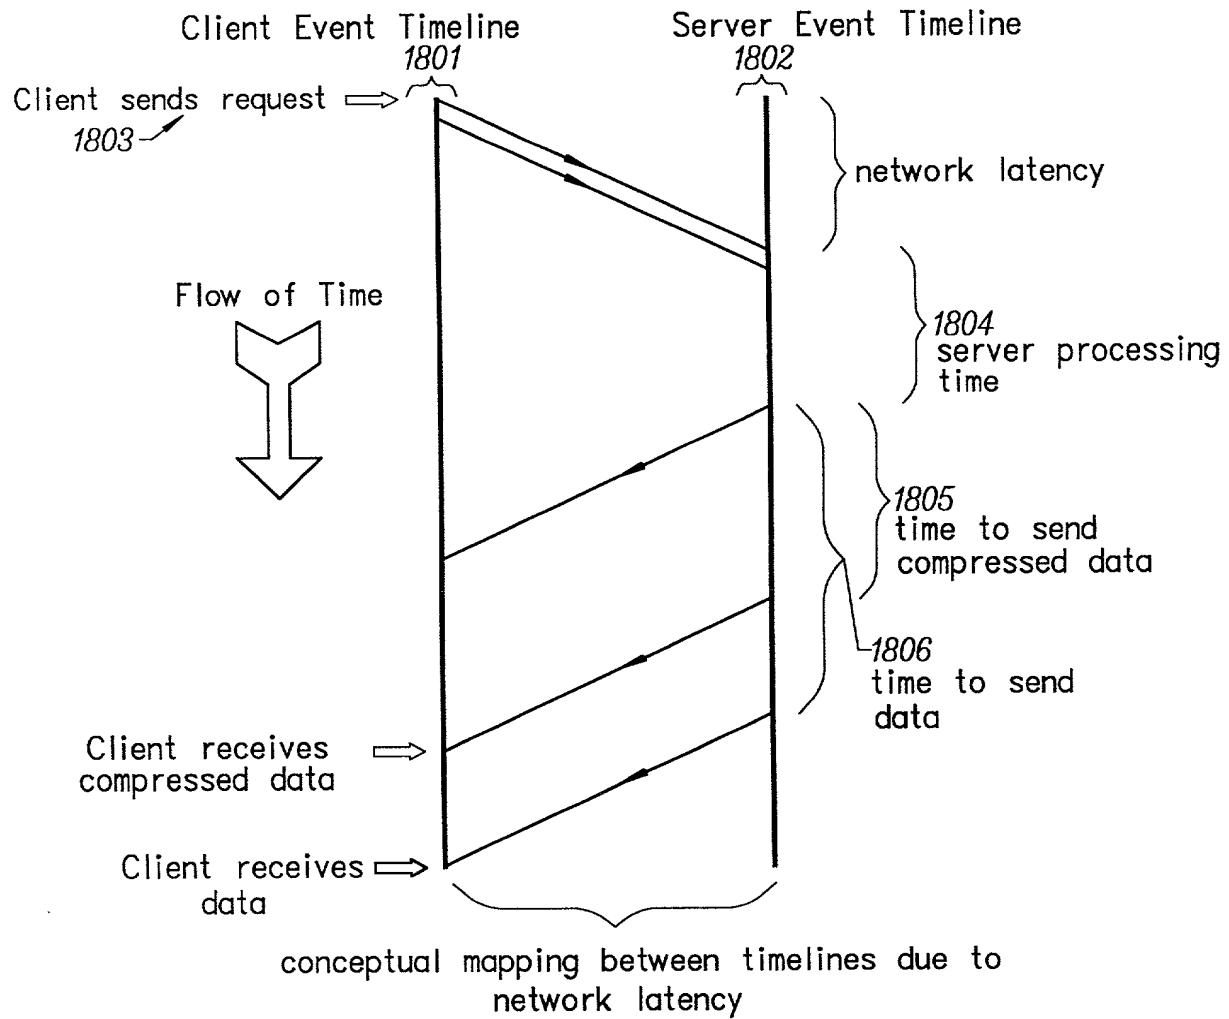 Client Event Timeline
Server Event Timeline
1801
1802
Client sends request
1803
network latency
Flow of Time
1804
server processing
time
1805
time to send
compressed data
1806
time to send
data
Client receives
compressed data
Client receives
data
conceptual mapping between timelines due to
network latency